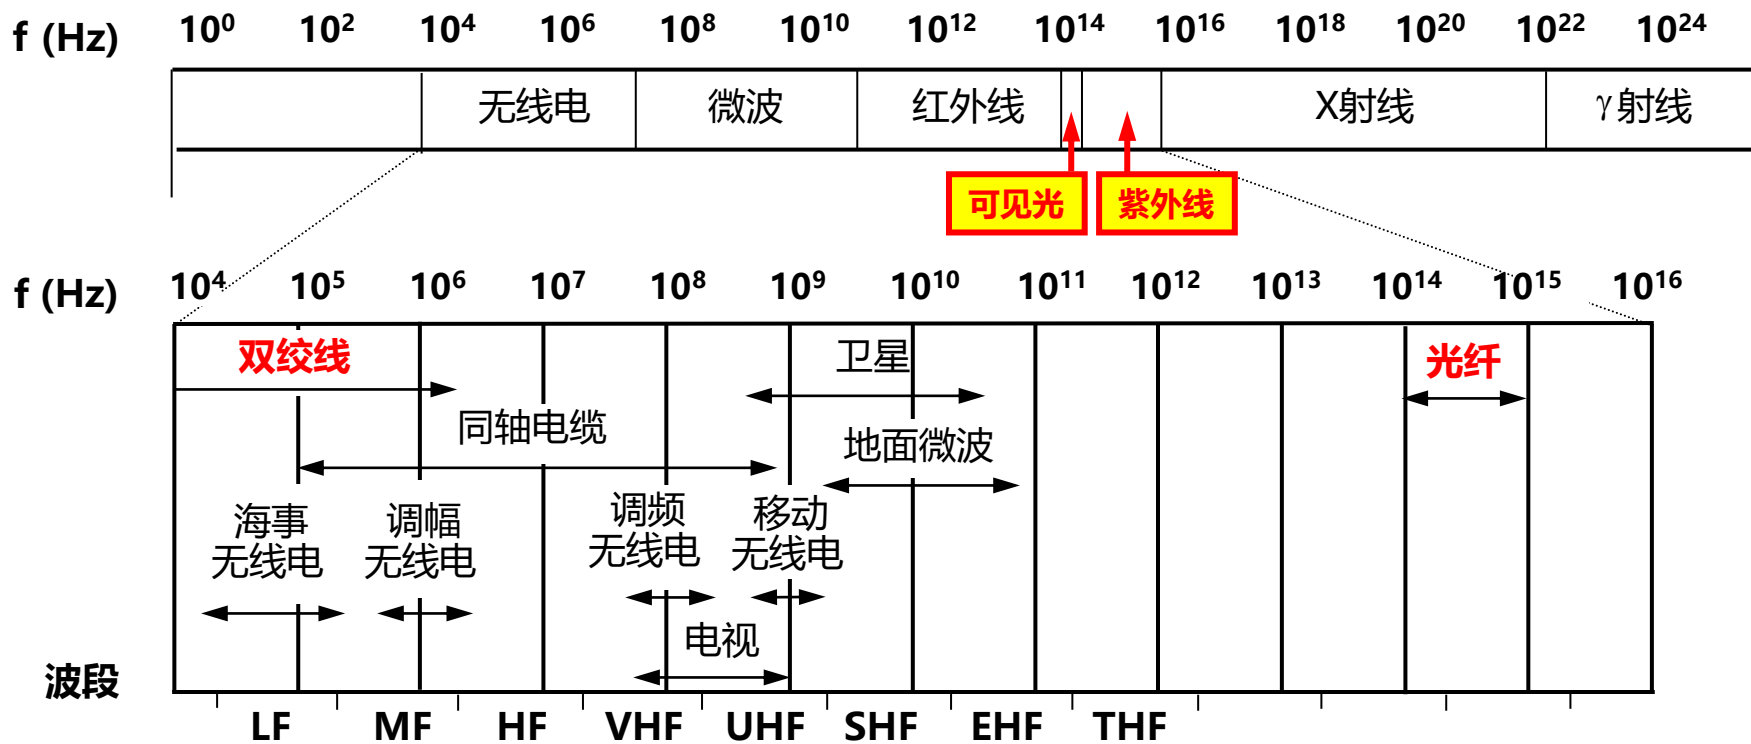 f (Hz) 10⁰ 10² 10⁴ 10⁶ 10⁸ 10¹⁰ 10¹² 10¹⁴ 10¹⁶ 10¹⁸ 10²⁰ 10²² 10²⁴
无线电 微波 红外线 X射线 γ射线
可见光 紫外线
f (Hz) 10⁴ 10⁵ 10⁶ 10⁷ 10⁸ 10⁹ 10¹⁰ 10¹¹ 10¹² 10¹³ 10¹⁴ 10¹⁵ 10¹⁶
双绞线 卫星 光纤
同轴电缆 地面微波
海事 调幅 调频 移动
无线电 无线电 无线电 无线电
电视
波段
LF MF HF VHF UHF SHF EHF THF